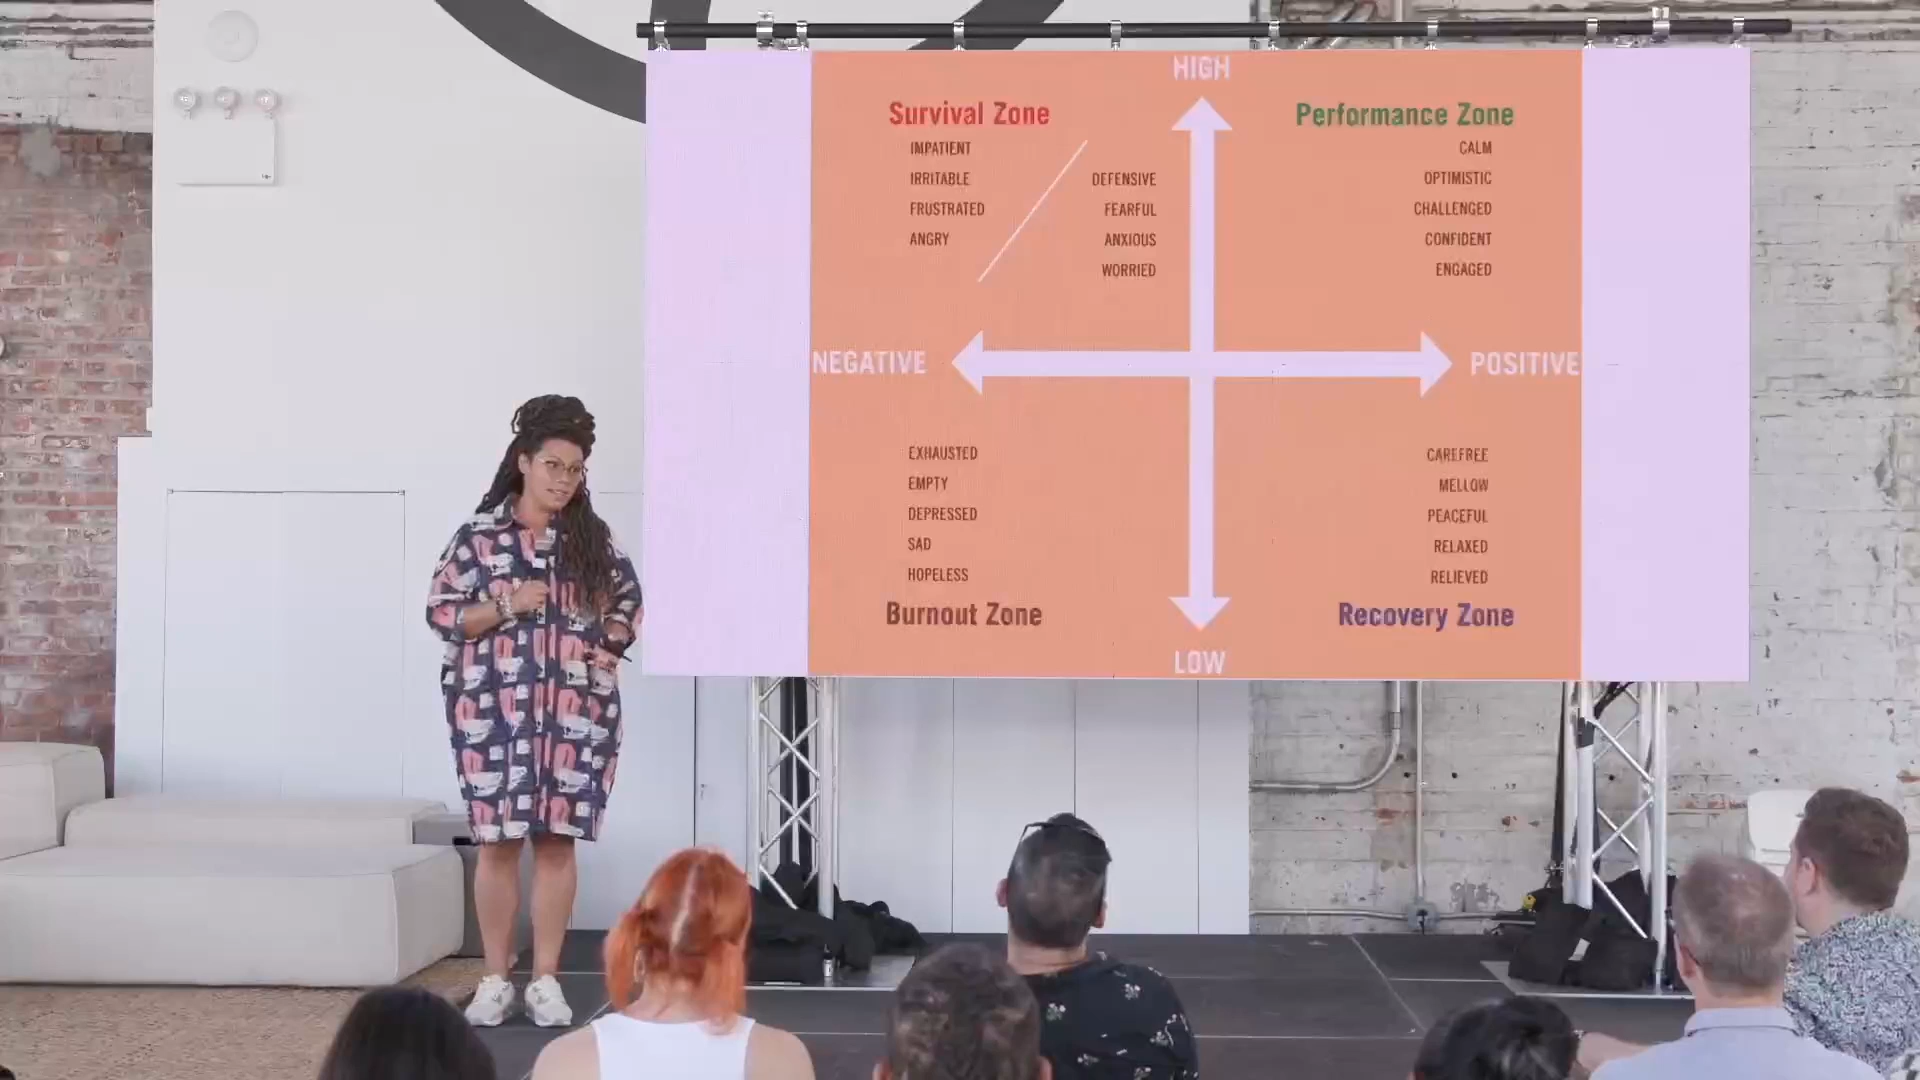 HIGH
Survival Zone
IMPATIENT
IRRITABLE
FRUSTRATED
ANGRY
DEFENSIVE
FEARFUL
ANXIOUS
WORRIED
Performance Zone
CALM
OPTIMISTIC
CHALLENGED
CONFIDENT
ENGAGED
NEGATIVE
POSITIVE
EXHAUSTED
EMPTY
DEPRESSED
SAD
HOPELESS
Burnout Zone
CAREFREE
MELLOW
PEACEFUL
RELAXED
RELIEVED
Recovery Zone
LOW